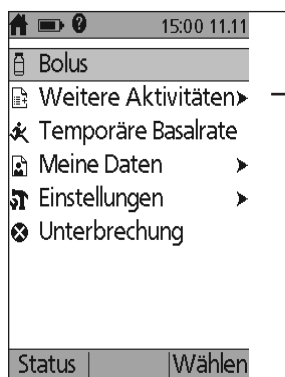 ? 15:00 11.11
Bolus
Weitere Aktivitäten
Temporäre Basalrate
Meine Daten
Einstellungen
Unterbrechung
Status Wählen